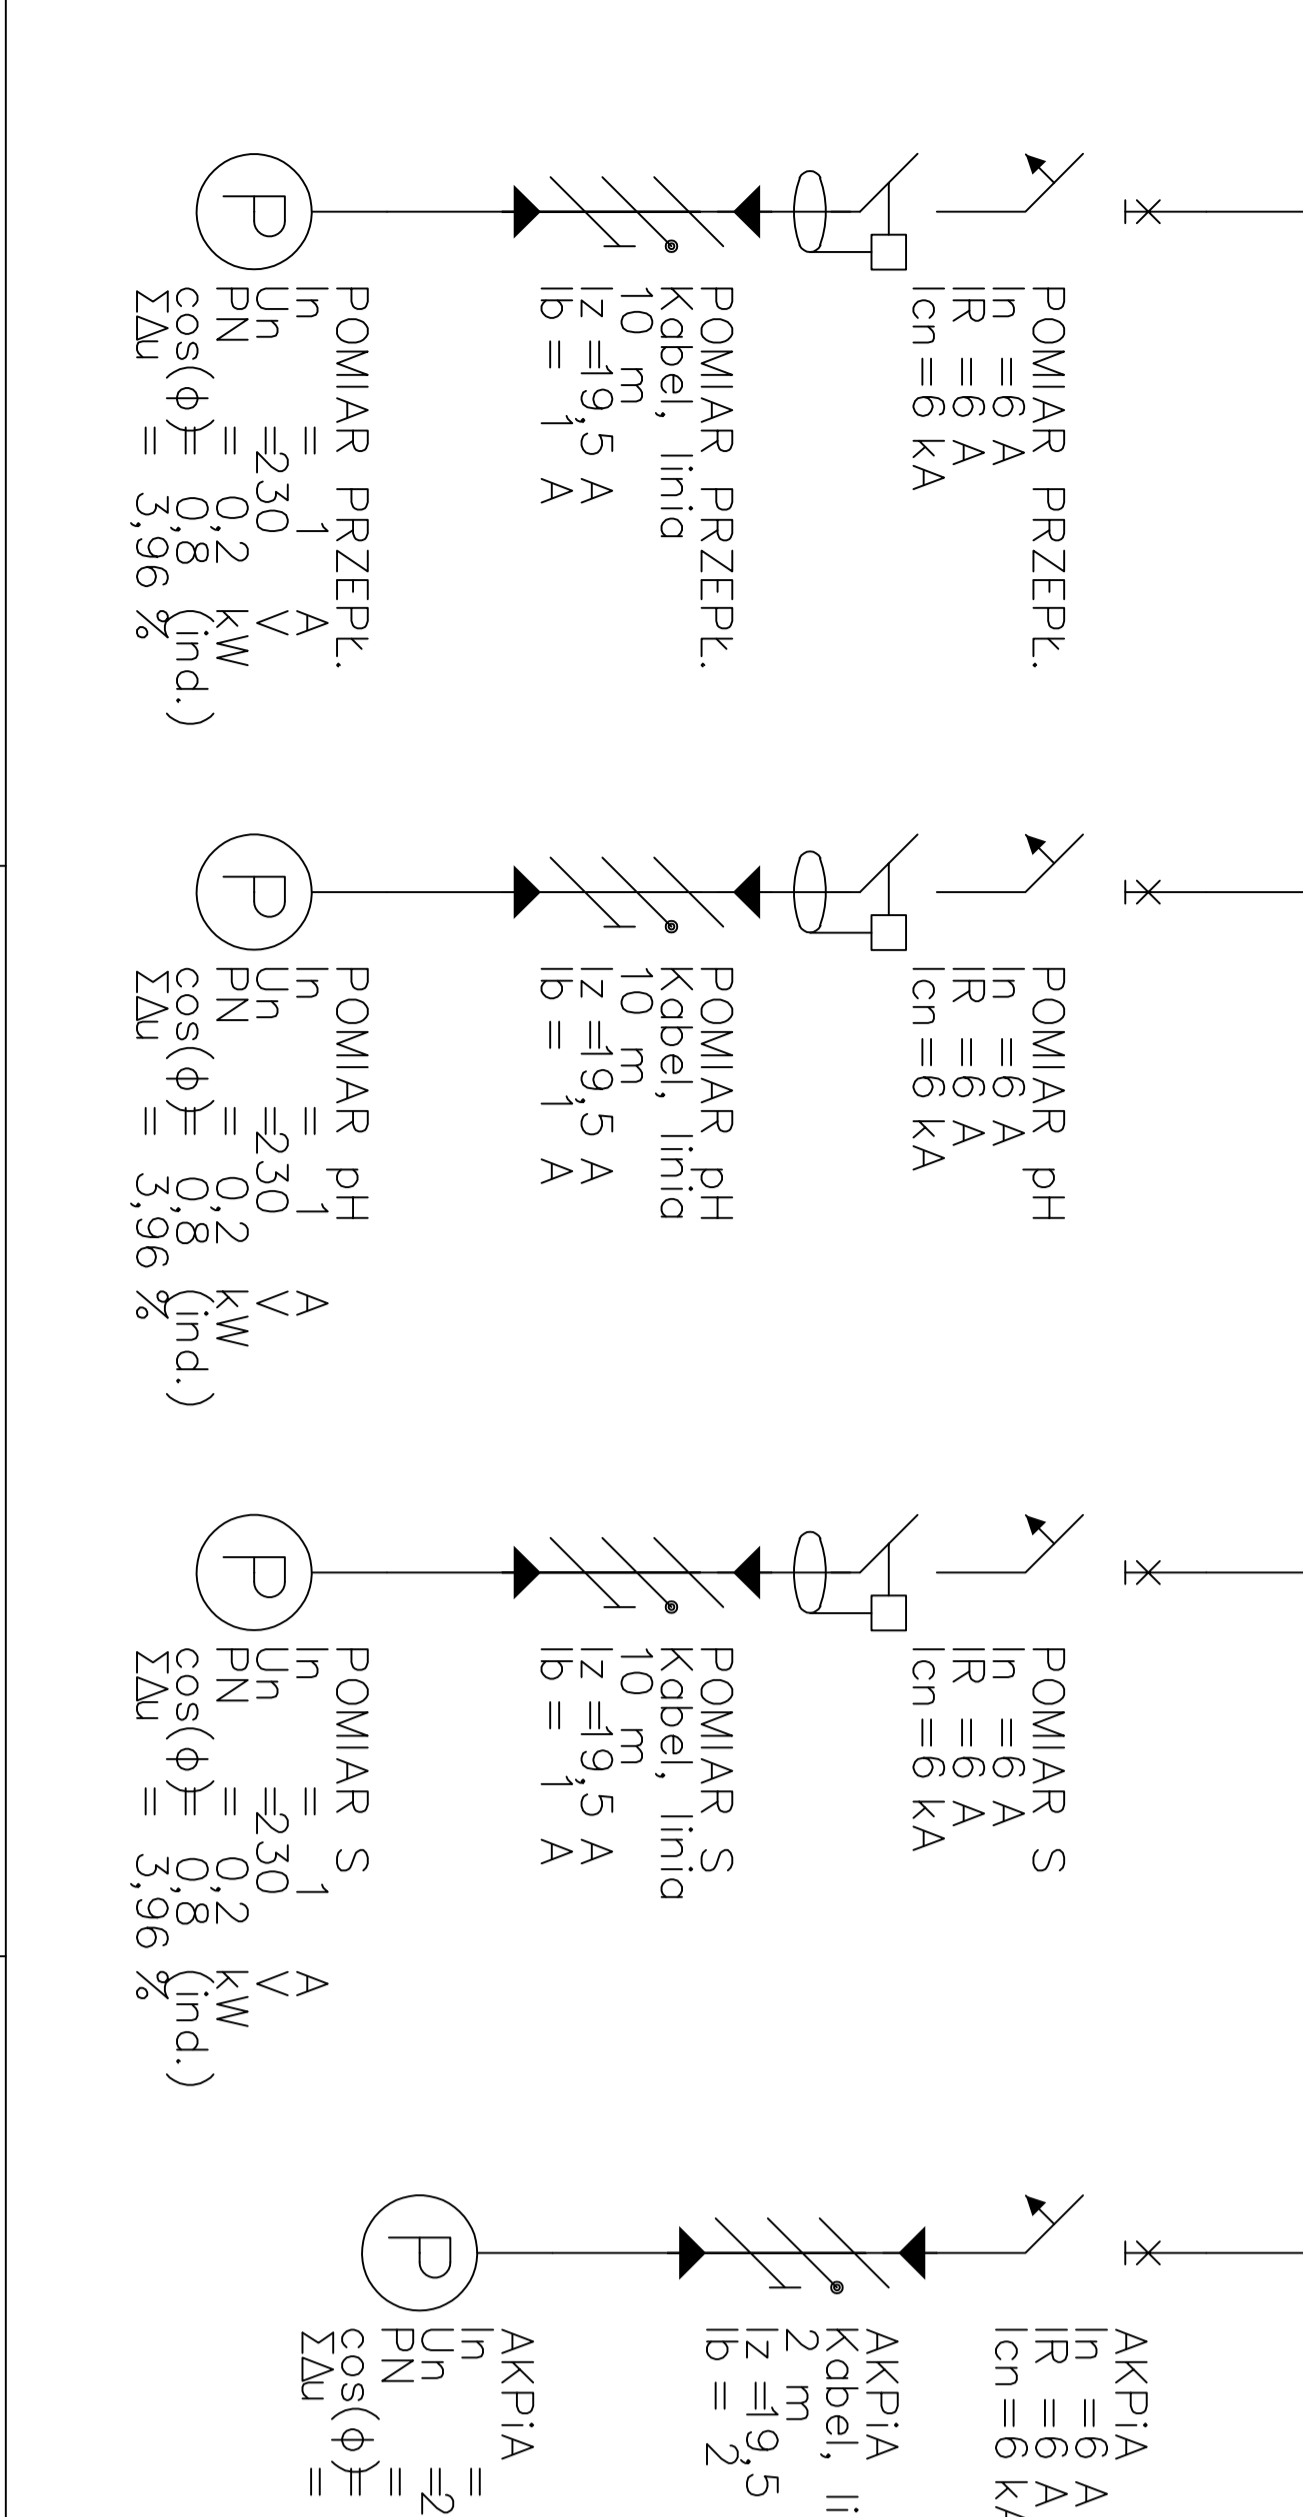 POMIAR PRZEPŁ.
In =6 A
IR =6 A
Icn =6 kA
POMIAR PRZEPŁ.
Kabel, linia
10 m
Iz =19,5 A
Ib = 1 A
P
POMIAR PRZEPŁ.
In = 1 A
Un =230 V
PN = 0,2 kW
cos(ϕ)= 0,8 (ind.)
ΣΔu = 3,96 %
POMIAR pH
In =6 A
IR =6 A
Icn =6 kA
POMIAR pH
Kabel, linia
10 m
Iz =19,5 A
Ib = 1 A
P
POMIAR pH
In = 1 A
Un =230 V
PN = 0,2 kW
cos(ϕ)= 0,8 (ind.)
ΣΔu = 3,96 %
POMIAR S
In =6 A
IR =6 A
Icn =6 kA
POMIAR S
Kabel, linia
10 m
Iz =19,5 A
Ib = 1 A
P
POMIAR S
In = 1 A
Un =230 V
PN = 0,2 kW
cos(ϕ)= 0,8 (ind.)
ΣΔu = 3,96 %
AKPiA
In =6 A
IR =6 A
Icn =6 kA
AKPiA
Kabel, li
2 m
Iz =19,5
Ib = 2
P
AKPiA
In =
Un =2
PN =
cos(ϕ)=
ΣΔu =